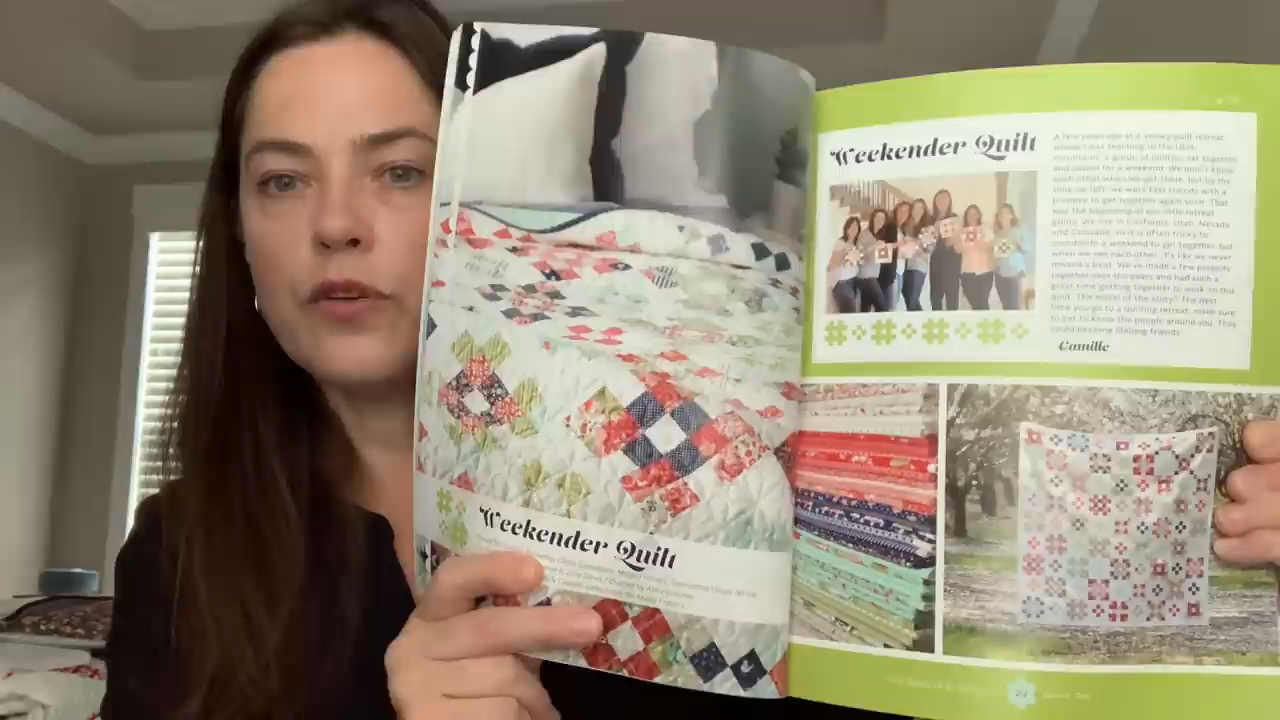 Weekender Quilt
Weekender Quilt
A few years ago at a snowy quilt retreat
where I was teaching in the Utah
mountains, a group of quilters sat together
and sewed for a weekend. We didn't know
each other when we got there, but by the
time we left, we were fast friends with a
promise to get together again soon. That
was the beginning of our little retreat
group. We live in California, Utah, Nevada
and Colorado, so it is often tricky to
coordinate a weekend to get together, but
when we see each other, it's like we never
missed a beat. We've made a few projects
together over the years and had such a
great time getting together to work on this
quilt. The moral of the story? The next
time you go to a quilting retreat, make sure
to get to know the people around you. They
could become lifelong friends.
Camille